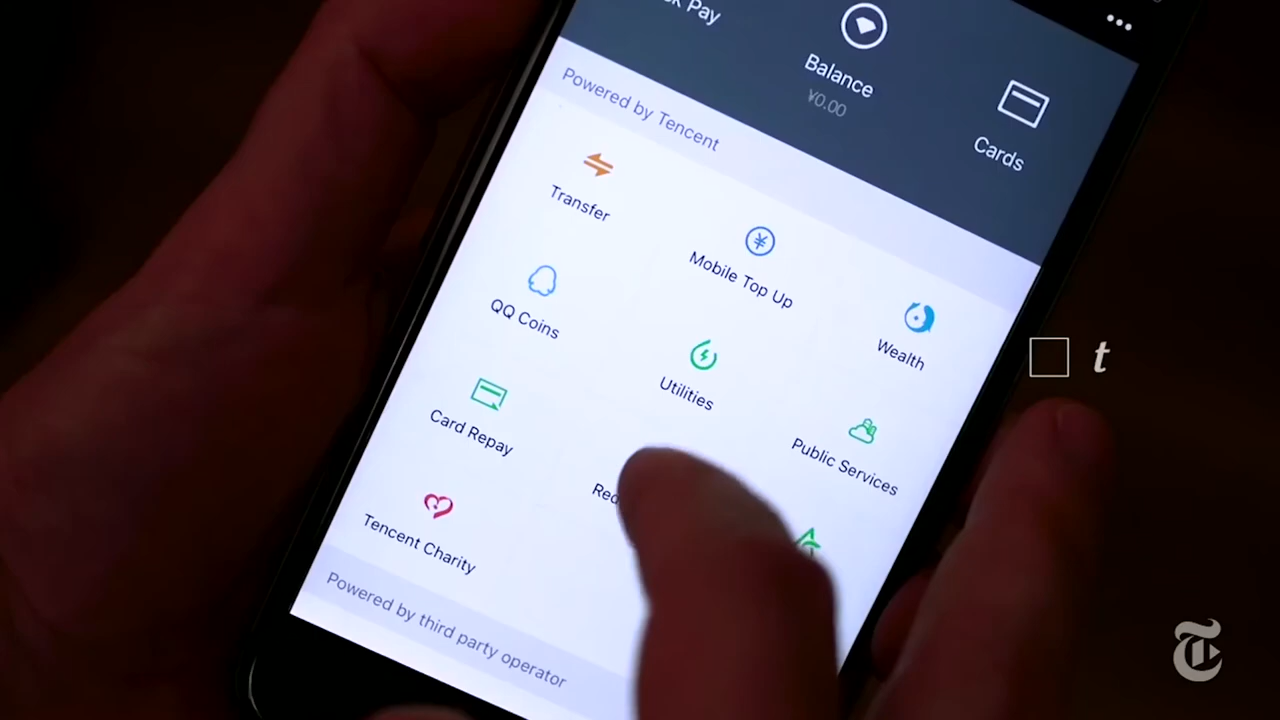 Pay
Balance
¥0.00
Cards
Powered by Tencent
Transfer
Mobile Top Up
Wealth
QQ Coins
Utilities
Public Services
Card Repay
Tencent Charity
Powered by third party operator
t